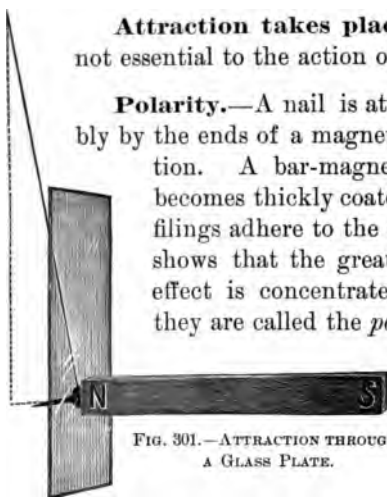 Attraction takes plac
not essential to the action o
Polarity.—A nail is at
bly by the ends of a magne
tion. A bar-magne
becomes thickly coate
filings adhere to the
shows that the great
effect is concentrate
they are called the p
N S
FIG. 301.—ATTRACTION THROUG
A GLASS PLATE.